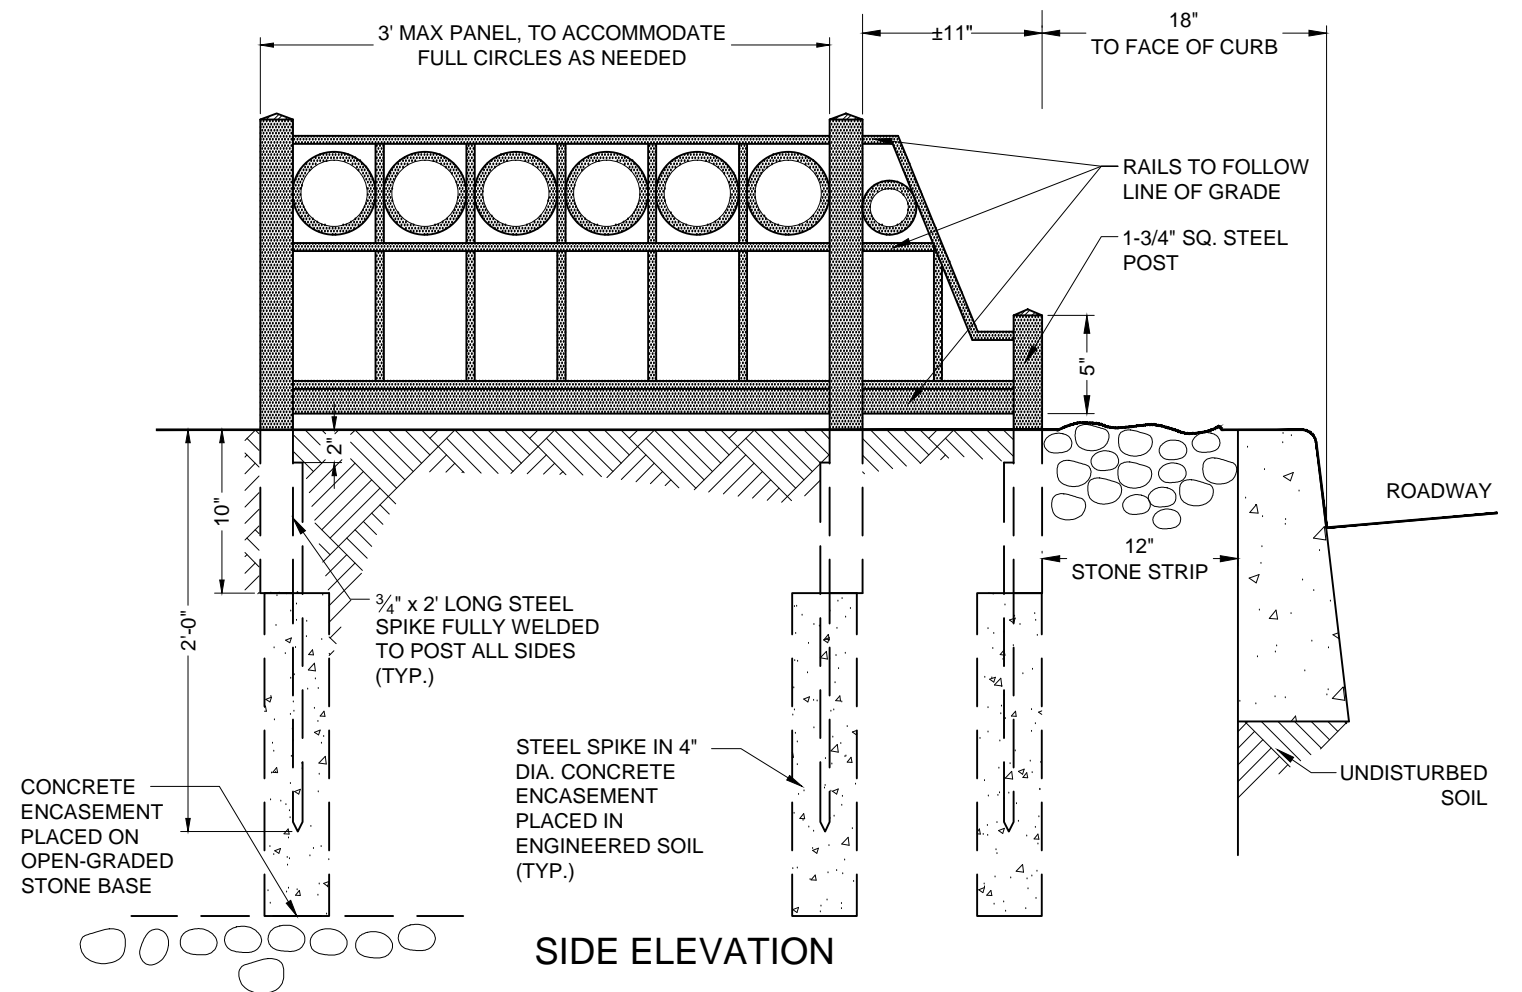 3' MAX PANEL, TO ACCOMMODATE
FULL CIRCLES AS NEEDED
±11"
18"
TO FACE OF CURB
RAILS TO FOLLOW
LINE OF GRADE
1-3/4" SQ. STEEL
POST
5"
2"
10"
2'-0"
ROADWAY
12"
STONE STRIP
3/4" x 2' LONG STEEL
SPIKE FULLY WELDED
TO POST ALL SIDES
(TYP.)
STEEL SPIKE IN 4"
DIA. CONCRETE
ENCASEMENT
PLACED IN
ENGINEERED SOIL
(TYP.)
UNDISTURBED
SOIL
CONCRETE
ENCASEMENT
PLACED ON
OPEN-GRADED
STONE BASE
SIDE ELEVATION